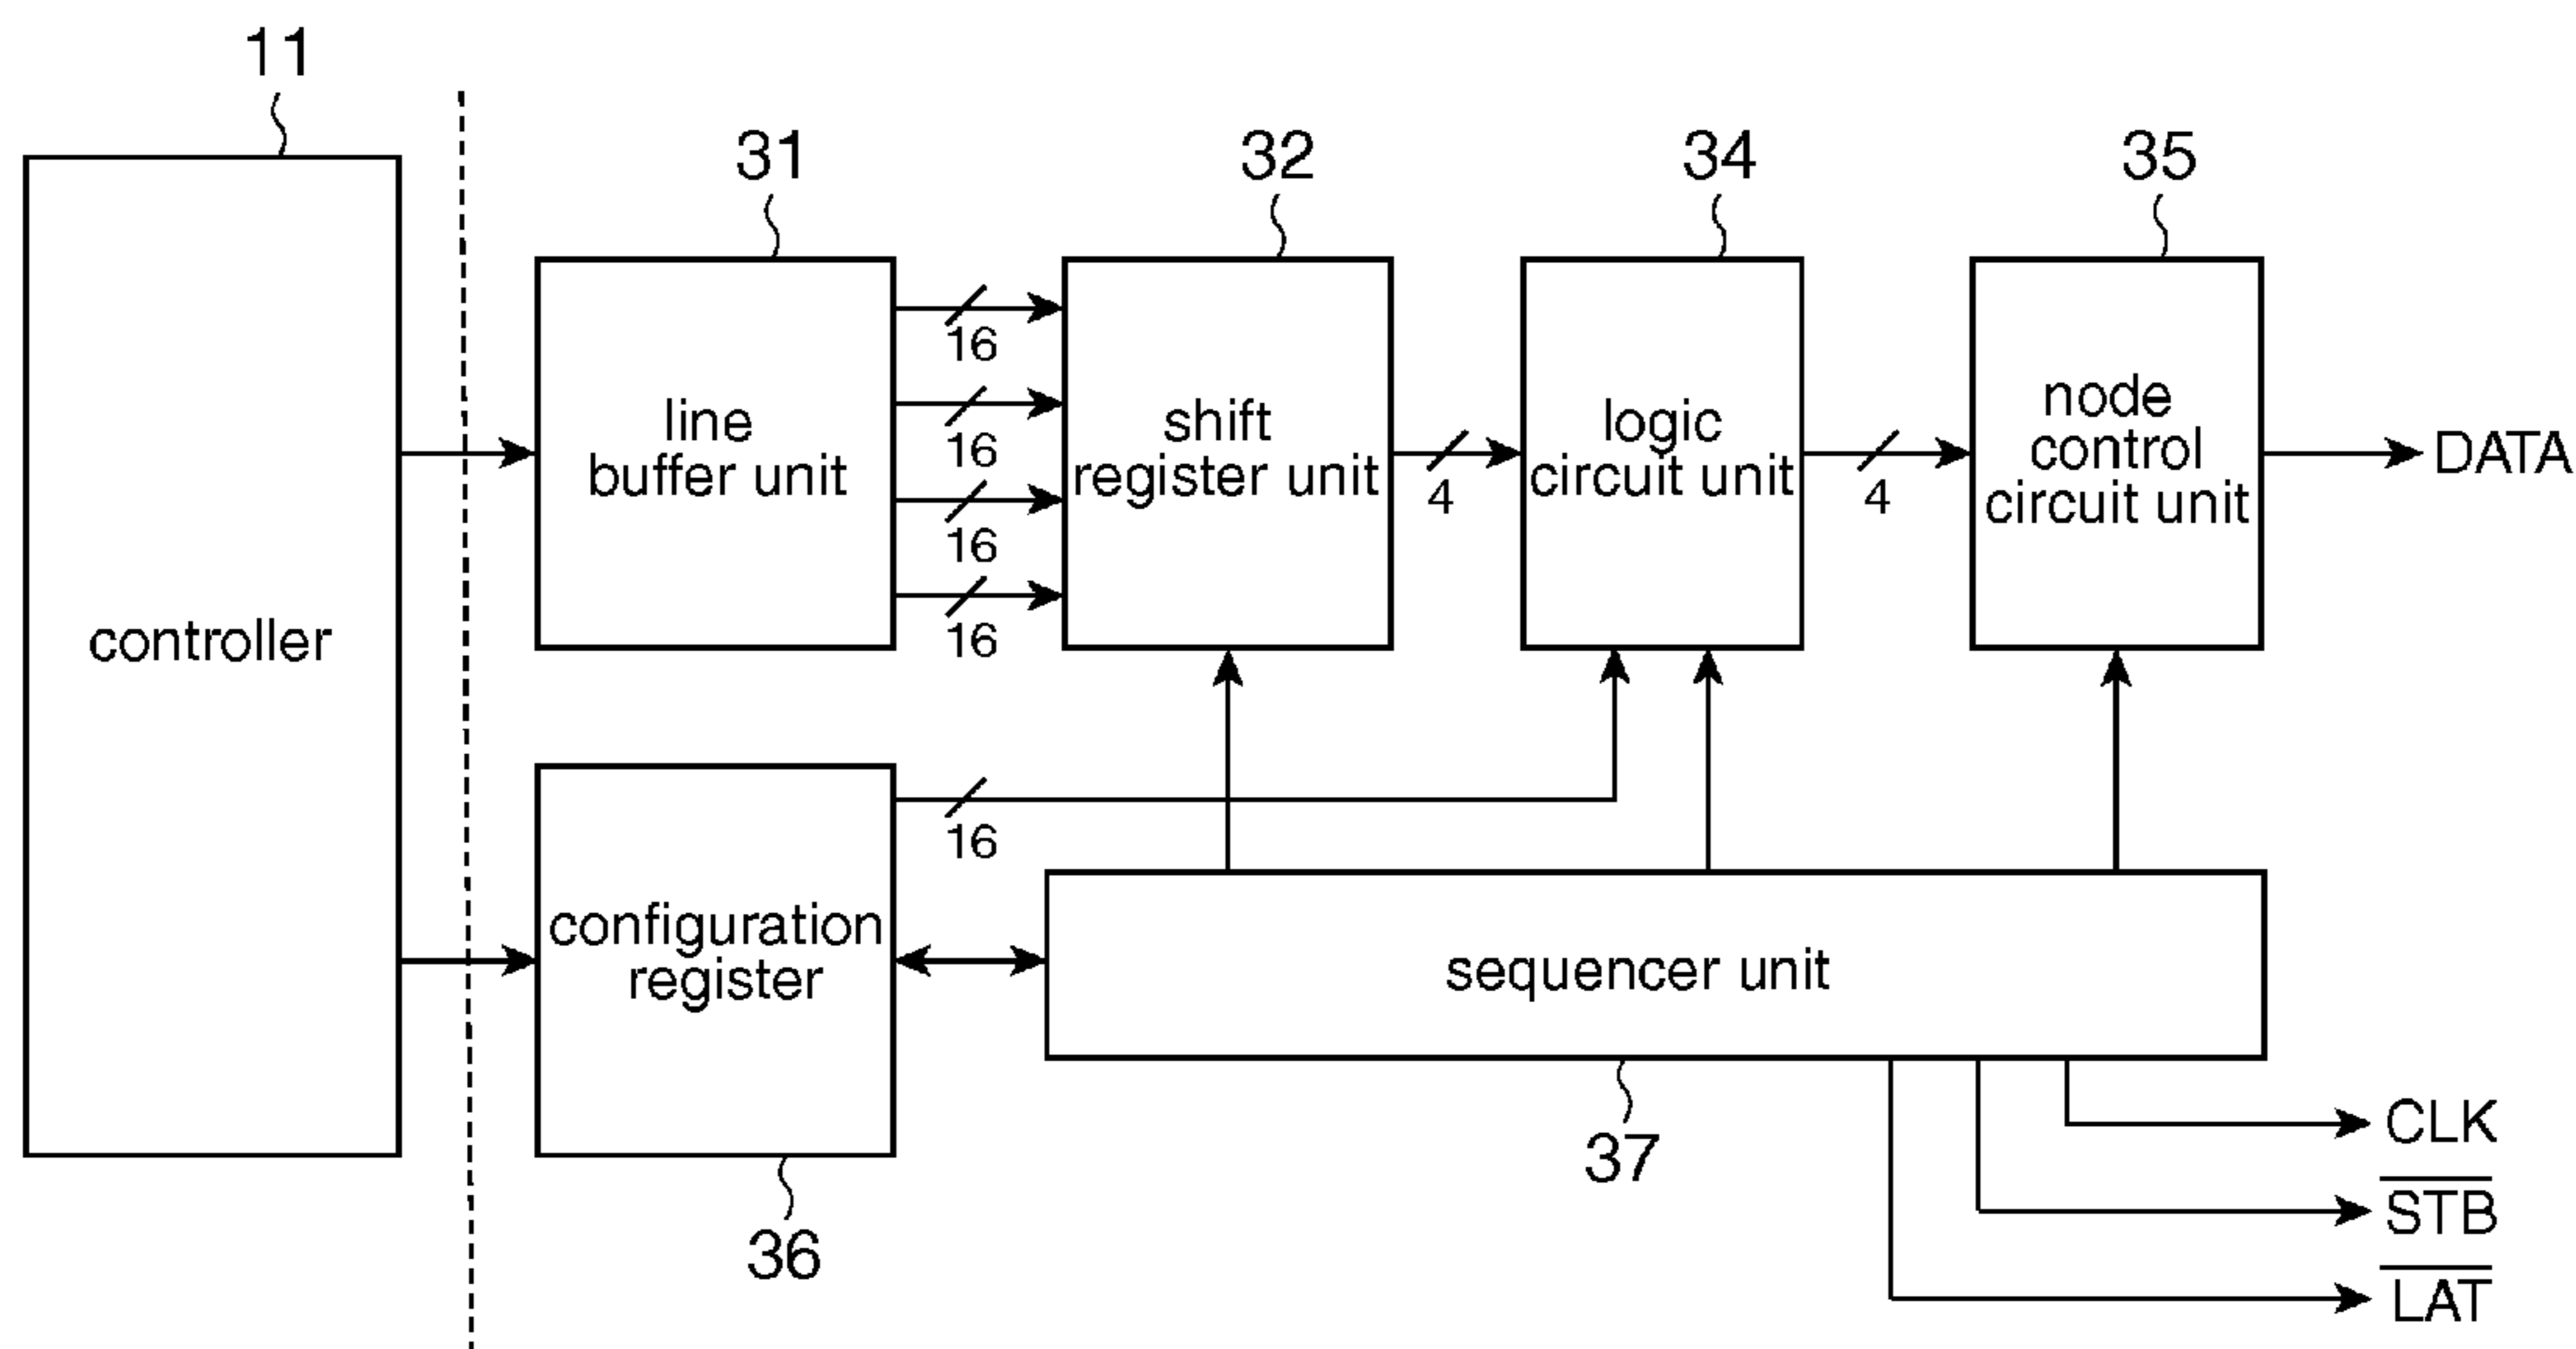 11
31
32
34
35
controller
line
buffer unit
16
16
16
16
shift
register unit
4
logic
circuit unit
4
node
control
circuit unit
DATA
configuration
register
16
sequencer unit
36
37
CLK
STB
LAT